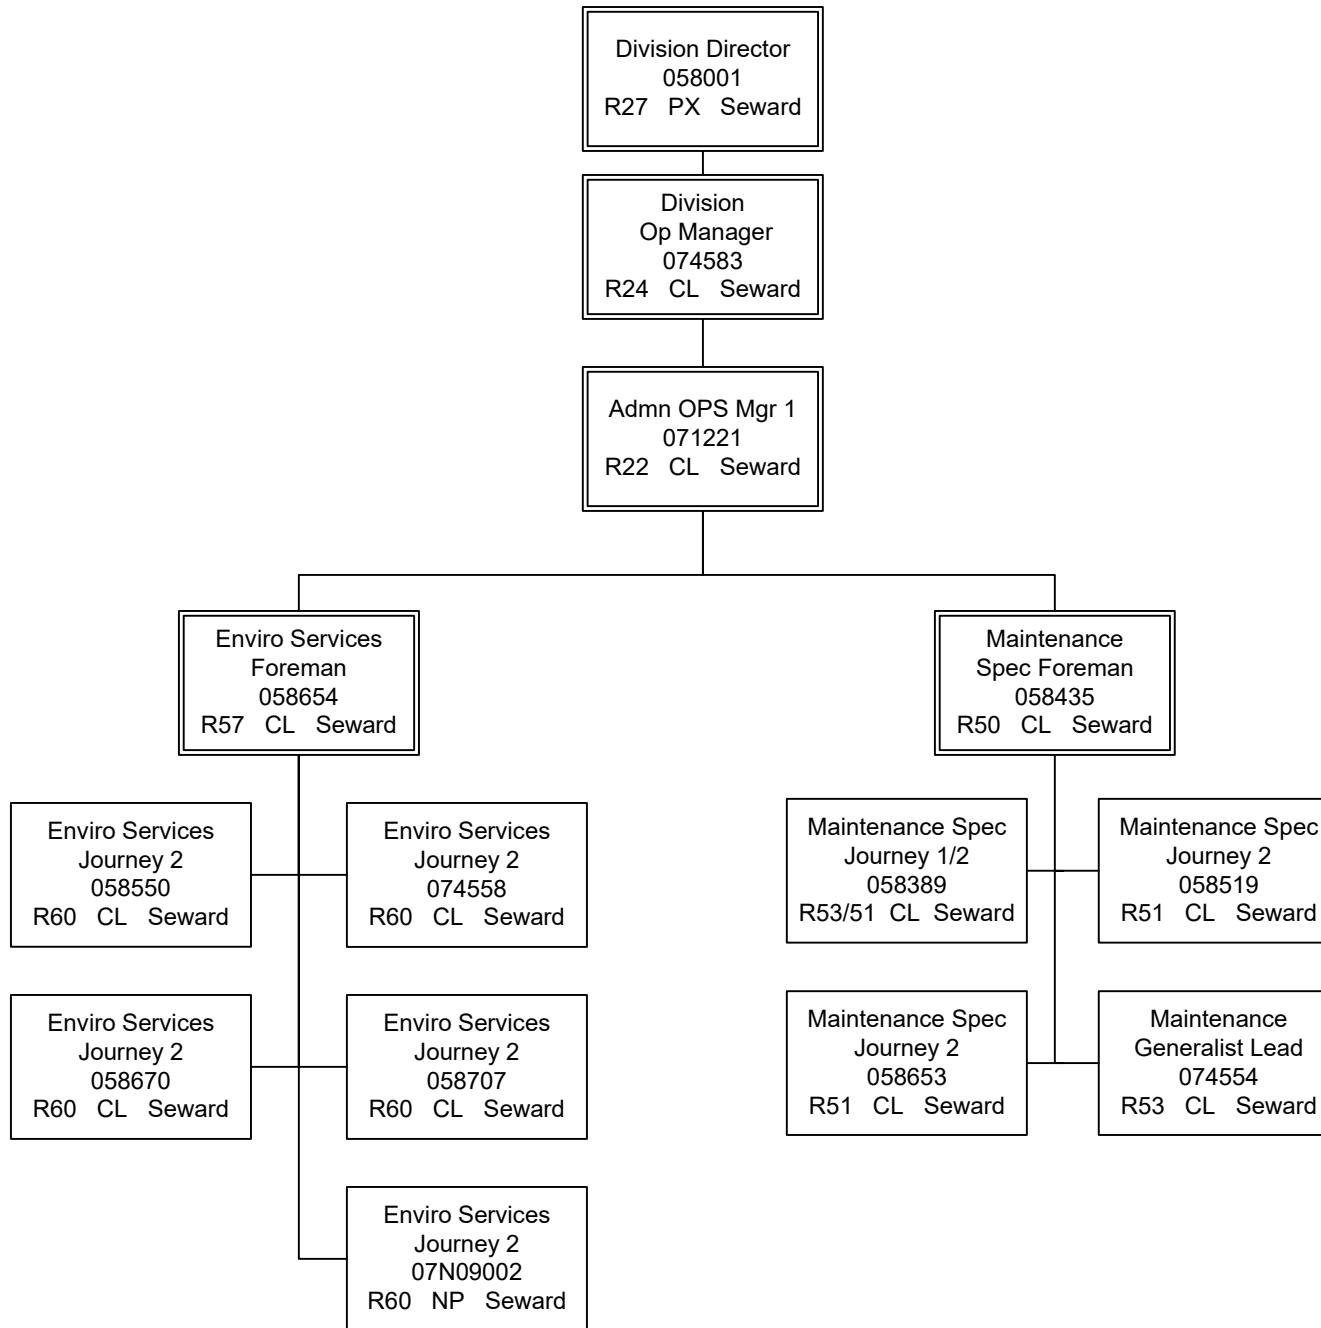 Division Director
058001
R27 PX Seward
Division
Op Manager
074583
R24 CL Seward
Admn OPS Mgr 1
071221
R22 CL Seward
Enviro Services
Foreman
058654
R57 CL Seward
Maintenance
Spec Foreman
058435
R50 CL Seward
Enviro Services
Journey 2
058550
R60 CL Seward
Enviro Services
Journey 2
074558
R60 CL Seward
Maintenance Spec
Journey 1/2
058389
R53/51 CL Seward
Maintenance Spec
Journey 2
058519
R51 CL Seward
Enviro Services
Journey 2
058670
R60 CL Seward
Enviro Services
Journey 2
058707
R60 CL Seward
Maintenance Spec
Journey 2
058653
R51 CL Seward
Maintenance
Generalist Lead
074554
R53 CL Seward
Enviro Services
Journey 2
07N09002
R60 NP Seward